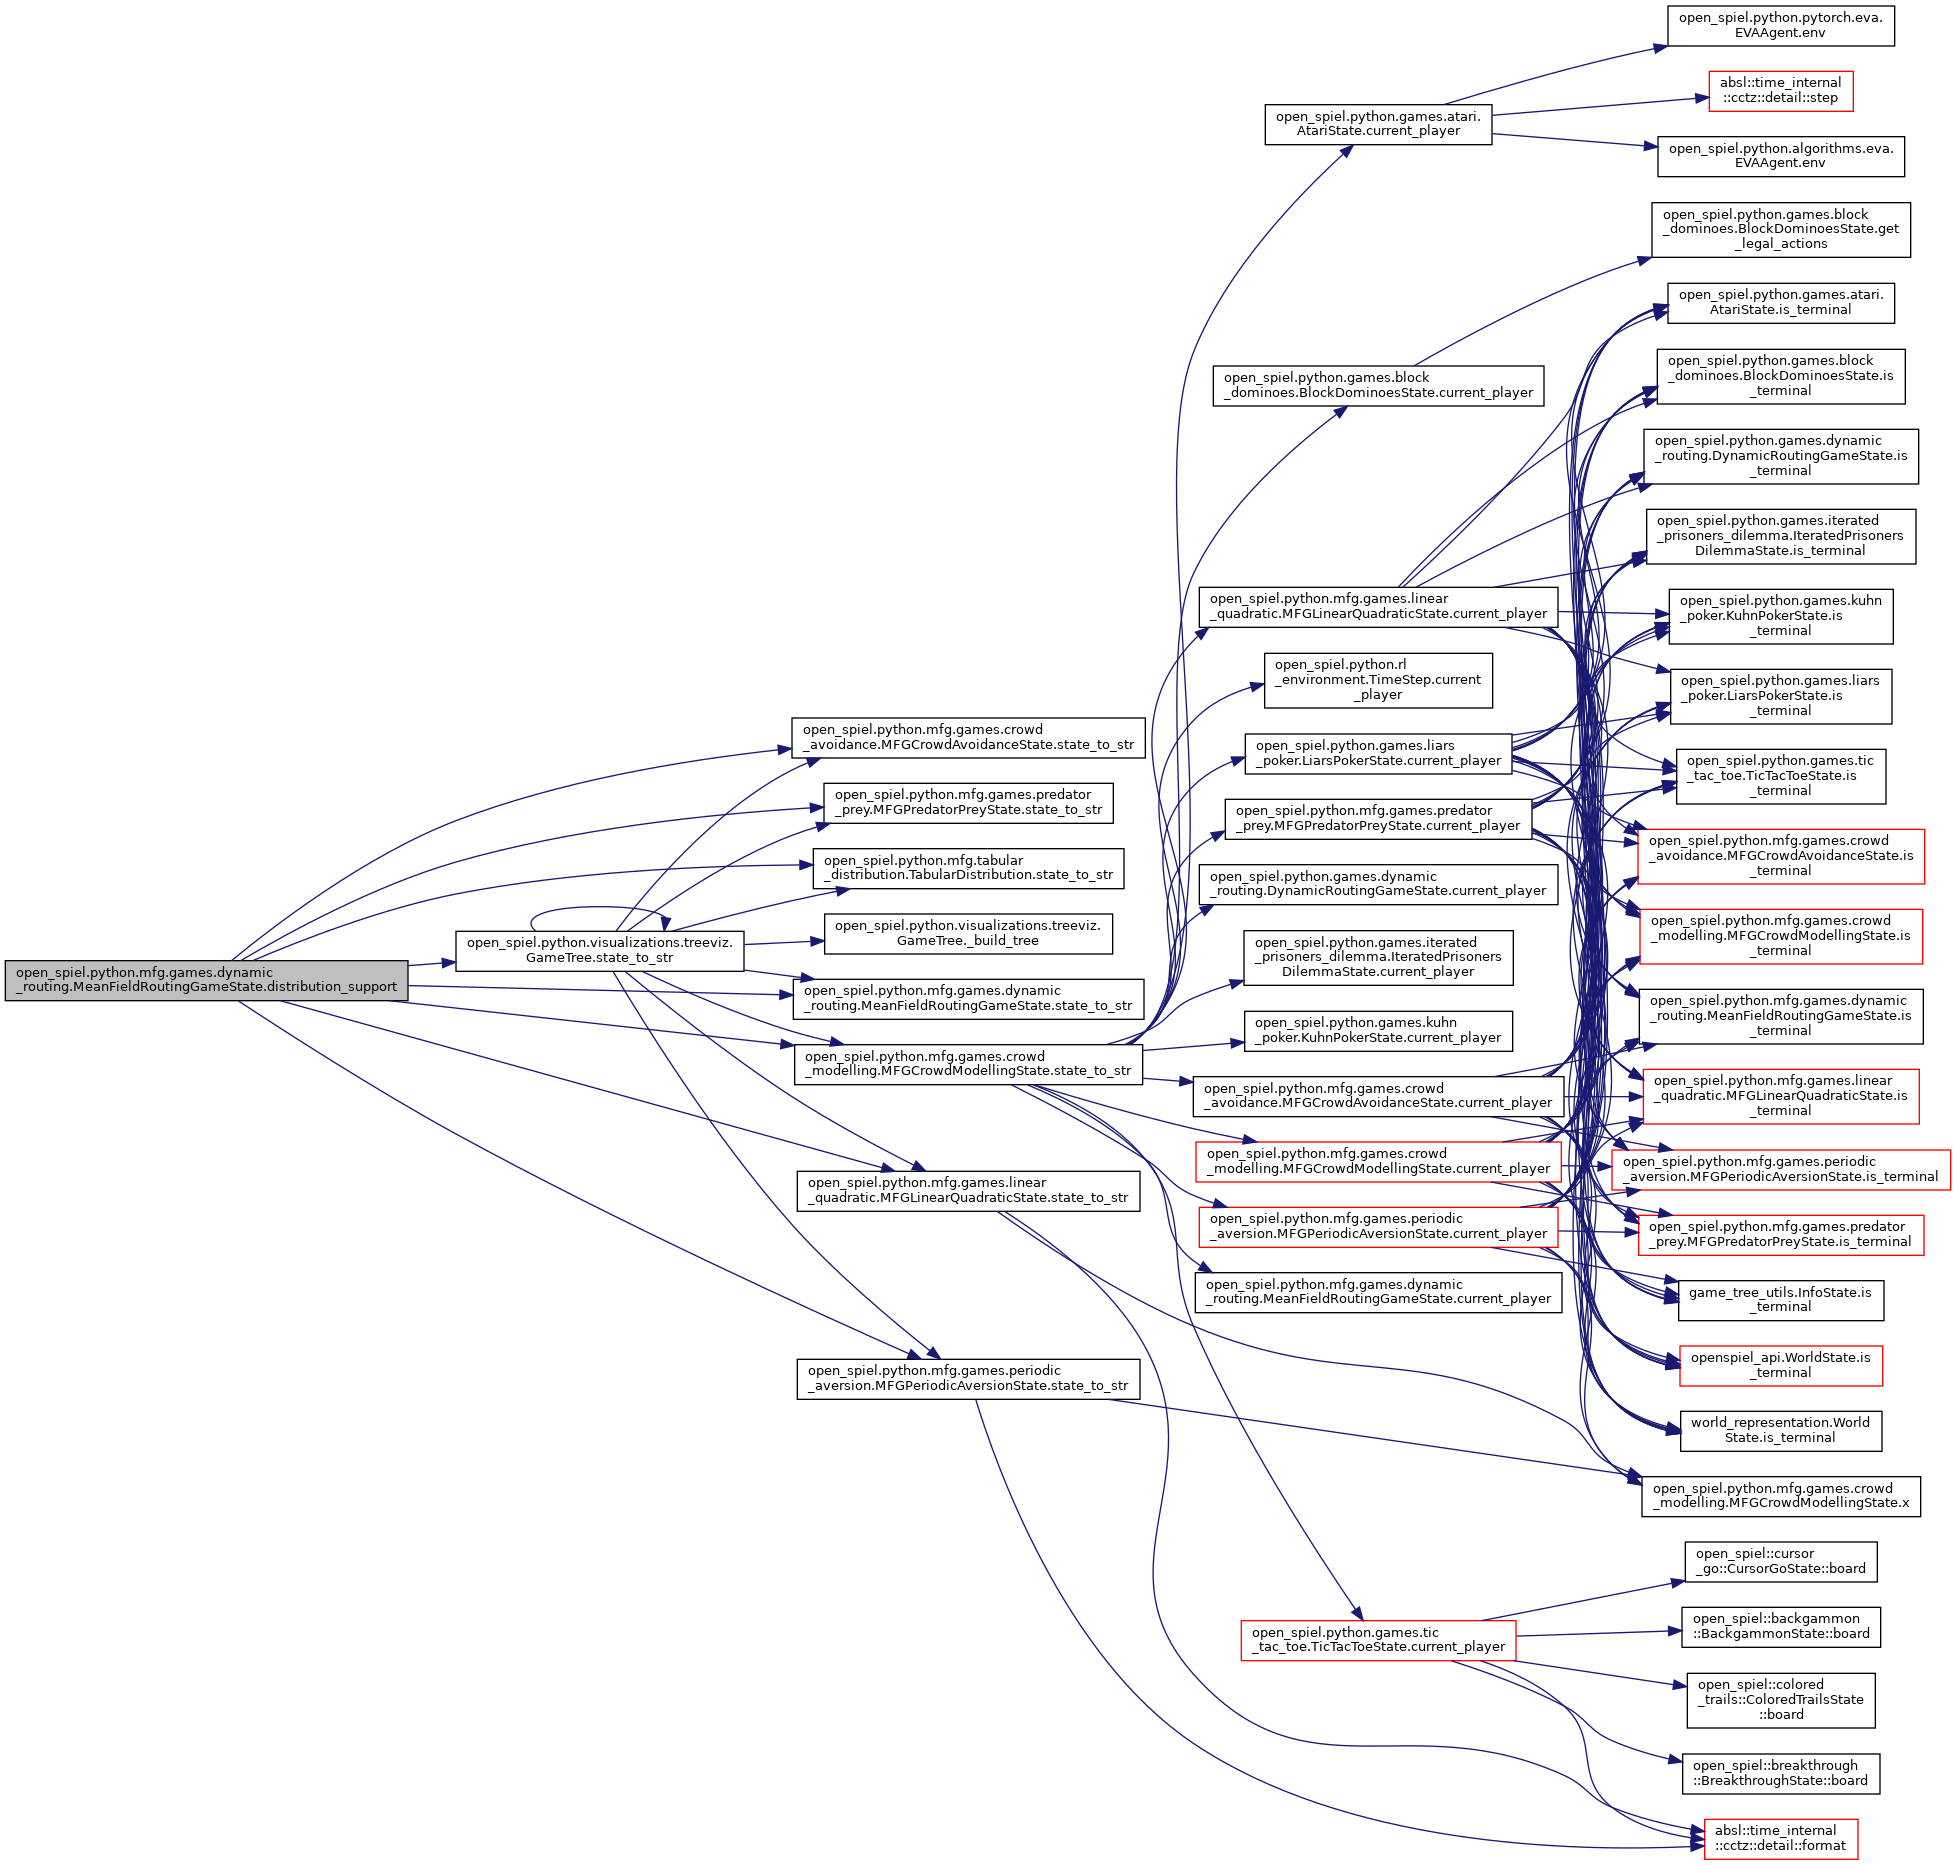 open_spiel.python.mfg.games.dynamic
_routing.MeanFieldRoutingGameState.distribution_support
open_spiel.python.visualizations.treeviz.
GameTree.state_to_str
open_spiel.python.mfg.games.crowd
_avoidance.MFGCrowdAvoidanceState.state_to_str
open_spiel.python.mfg.games.predator
_prey.MFGPredatorPreyState.state_to_str
open_spiel.python.mfg.tabular
_distribution.TabularDistribution.state_to_str
open_spiel.python.visualizations.treeviz.
GameTree._build_tree
open_spiel.python.mfg.games.dynamic
_routing.MeanFieldRoutingGameState.state_to_str
open_spiel.python.mfg.games.crowd
_modelling.MFGCrowdModellingState.state_to_str
open_spiel.python.mfg.games.linear
_quadratic.MFGLinearQuadraticState.state_to_str
open_spiel.python.mfg.games.periodic
_aversion.MFGPeriodicAversionState.state_to_str
open_spiel.python.games.atari.
AtariState.current_player
open_spiel.python.games.block
_dominoes.BlockDominoesState.current_player
open_spiel.python.mfg.games.linear
_quadratic.MFGLinearQuadraticState.current_player
open_spiel.python.rl
_environment.TimeStep.current
_player
open_spiel.python.games.liars
_poker.LiarsPokerState.current_player
open_spiel.python.mfg.games.predator
_prey.MFGPredatorPreyState.current_player
open_spiel.python.games.dynamic
_routing.DynamicRoutingGameState.current_player
open_spiel.python.games.iterated
_prisoners_dilemma.IteratedPrisoners
DilemmaState.current_player
open_spiel.python.games.kuhn
_poker.KuhnPokerState.current_player
open_spiel.python.mfg.games.crowd
_avoidance.MFGCrowdAvoidanceState.current_player
open_spiel.python.mfg.games.crowd
_modelling.MFGCrowdModellingState.current_player
open_spiel.python.mfg.games.periodic
_aversion.MFGPeriodicAversionState.current_player
open_spiel.python.mfg.games.dynamic
_routing.MeanFieldRoutingGameState.current_player
open_spiel.python.games.tic
_tac_toe.TicTacToeState.current_player
open_spiel.python.pytorch.eva.
EVAAgent.env
absl::time_internal
::cctz::detail::step
open_spiel.python.algorithms.eva.
EVAAgent.env
open_spiel.python.games.block
_dominoes.BlockDominoesState.get
_legal_actions
open_spiel.python.games.atari.
AtariState.is_terminal
open_spiel.python.games.block
_dominoes.BlockDominoesState.is
_terminal
open_spiel.python.games.dynamic
_routing.DynamicRoutingGameState.is
_terminal
open_spiel.python.games.iterated
_prisoners_dilemma.IteratedPrisoners
DilemmaState.is_terminal
open_spiel.python.games.kuhn
_poker.KuhnPokerState.is
_terminal
open_spiel.python.games.liars
_poker.LiarsPokerState.is
_terminal
open_spiel.python.games.tic
_tac_toe.TicTacToeState.is
_terminal
open_spiel.python.mfg.games.crowd
_avoidance.MFGCrowdAvoidanceState.is
_terminal
open_spiel.python.mfg.games.crowd
_modelling.MFGCrowdModellingState.is
_terminal
open_spiel.python.mfg.games.dynamic
_routing.MeanFieldRoutingGameState.is
_terminal
open_spiel.python.mfg.games.linear
_quadratic.MFGLinearQuadraticState.is
_terminal
open_spiel.python.mfg.games.periodic
_aversion.MFGPeriodicAversionState.is_terminal
open_spiel.python.mfg.games.predator
_prey.MFGPredatorPreyState.is_terminal
game_tree_utils.InfoState.is
_terminal
openspiel_api.WorldState.is
_terminal
world_representation.World
State.is_terminal
open_spiel.python.mfg.games.crowd
_modelling.MFGCrowdModellingState.x
open_spiel::cursor
_go::CursorGoState::board
open_spiel::backgammon
::BackgammonState::board
open_spiel::colored
_trails::ColoredTrailsState
::board
open_spiel::breakthrough
::BreakthroughState::board
absl::time_internal
::cctz::detail::format